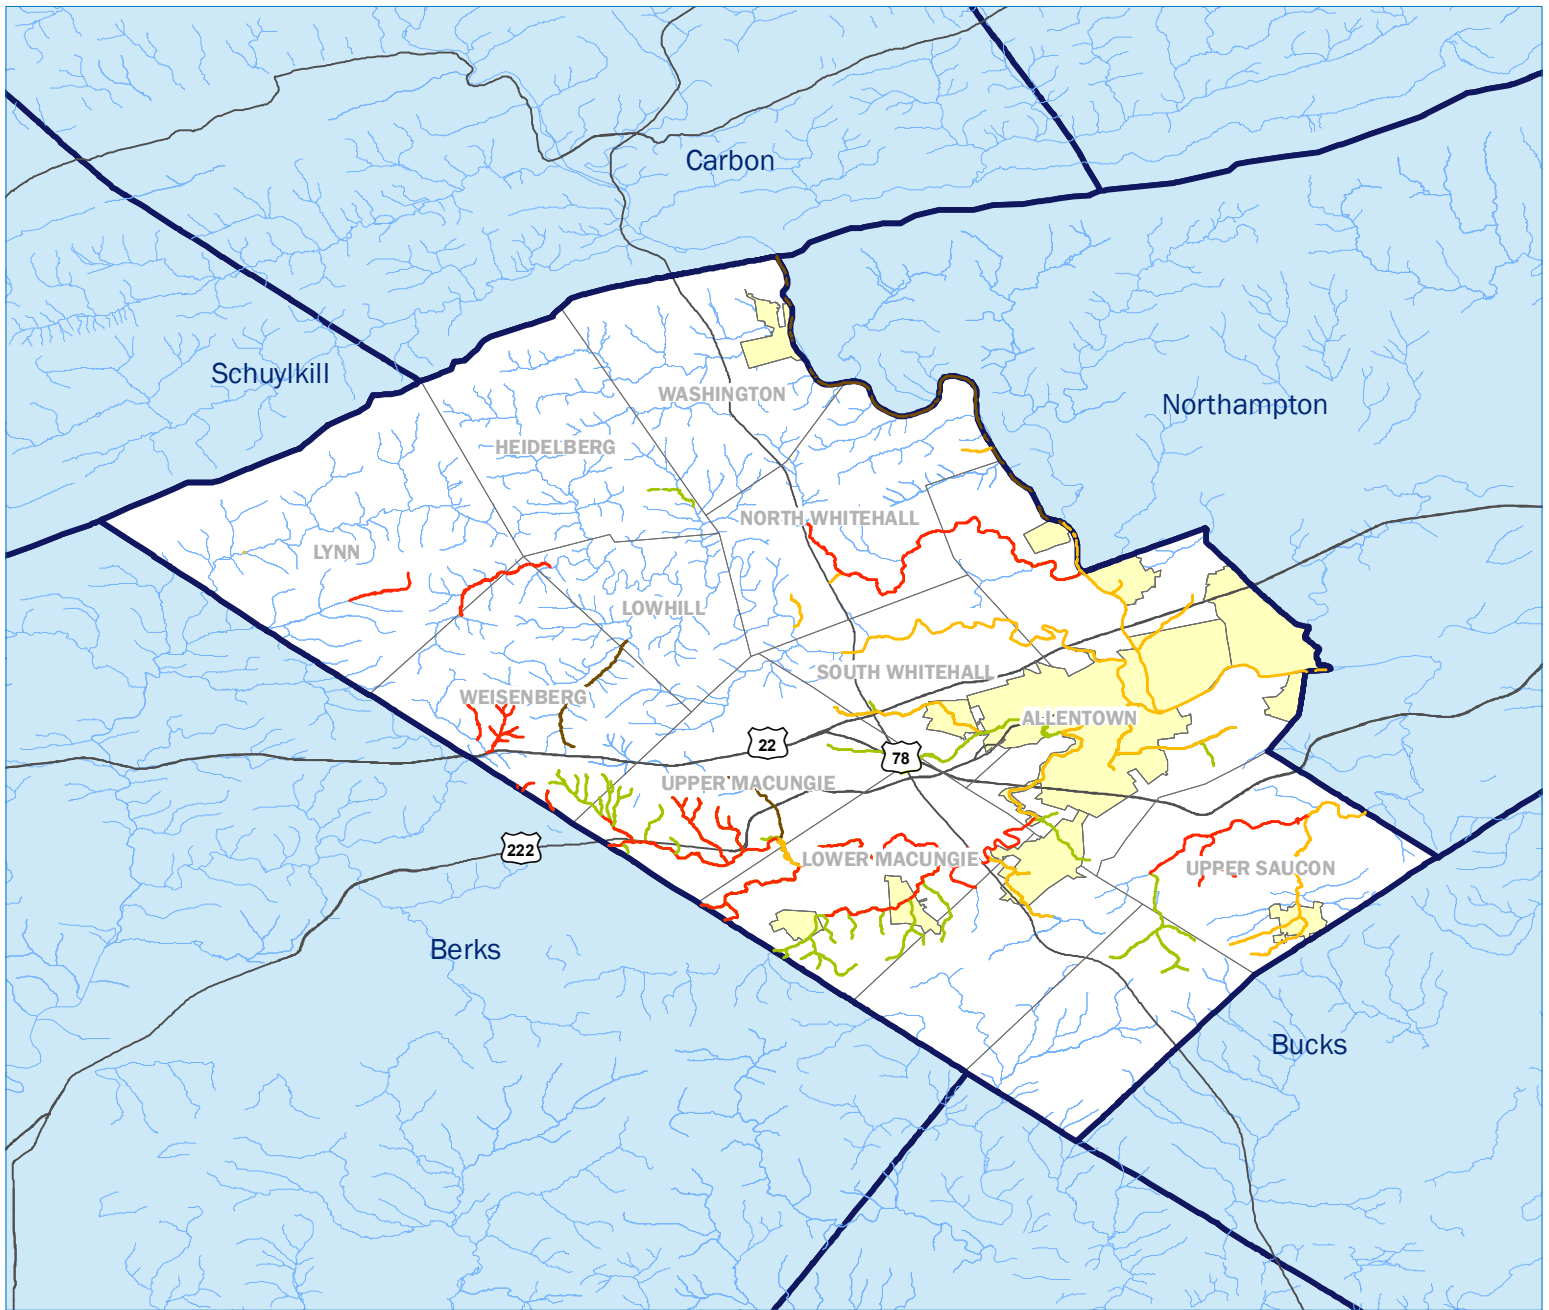 Carbon
Schuylkill
WASHINGTON
Northampton
HEIDELBERG
NORTH WHITEHALL
LYNN
LOWHILL
SOUTH WHITEHALL
WEISENBERG
ALLENTOWN
22
78
UPPER MACUNGIE
222
LOWER MACUNGIE
UPPER SAUCON
Berks
Bucks